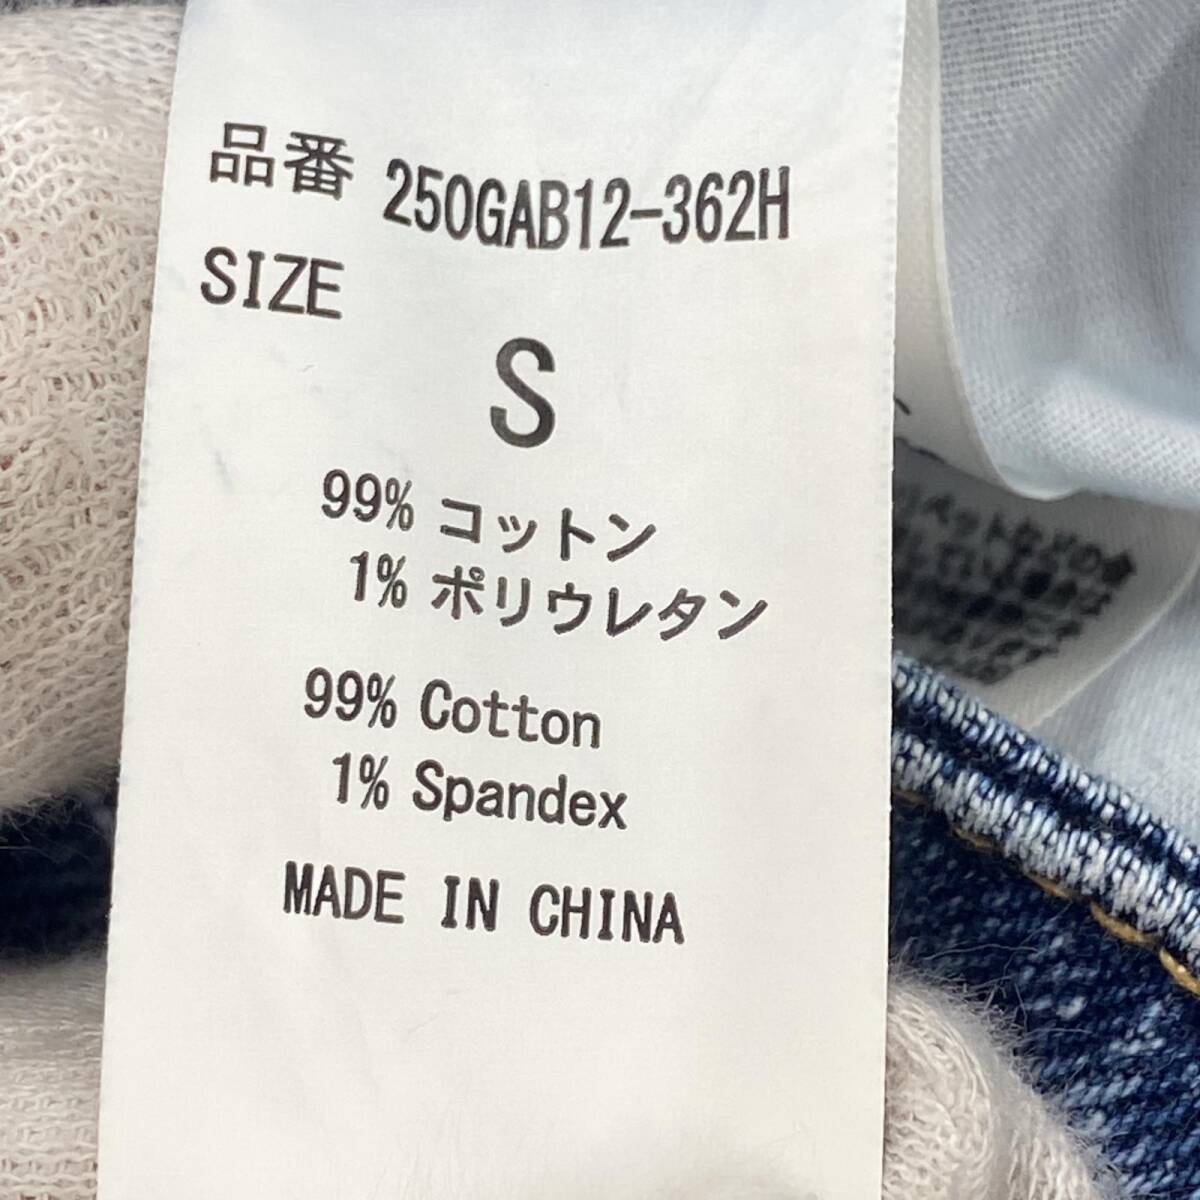 品番 250GAB12-362H
SIZE
S
99% コットン
1% ポリウレタン
99% Cotton
1% Spandex
MADE IN CHINA